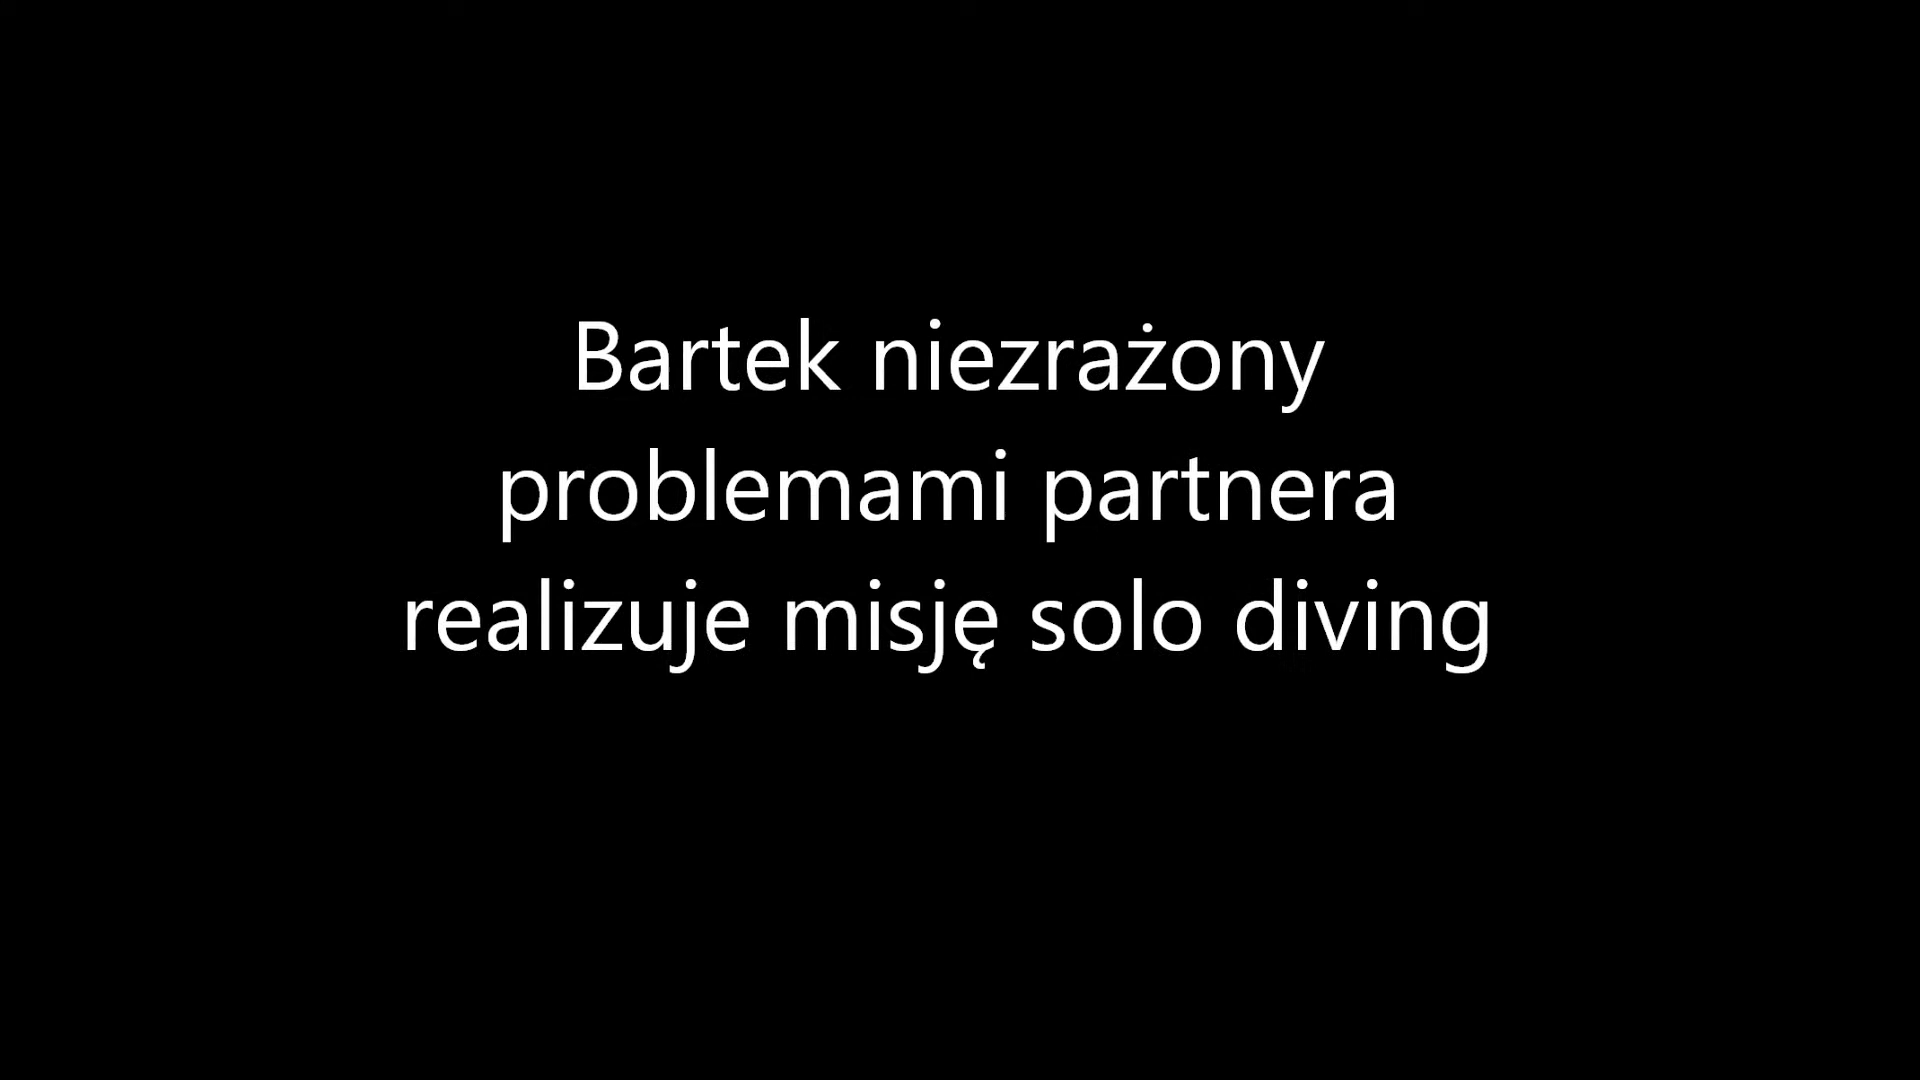 Bartek niezrażony
problemami partnera
realizuje misję solo diving